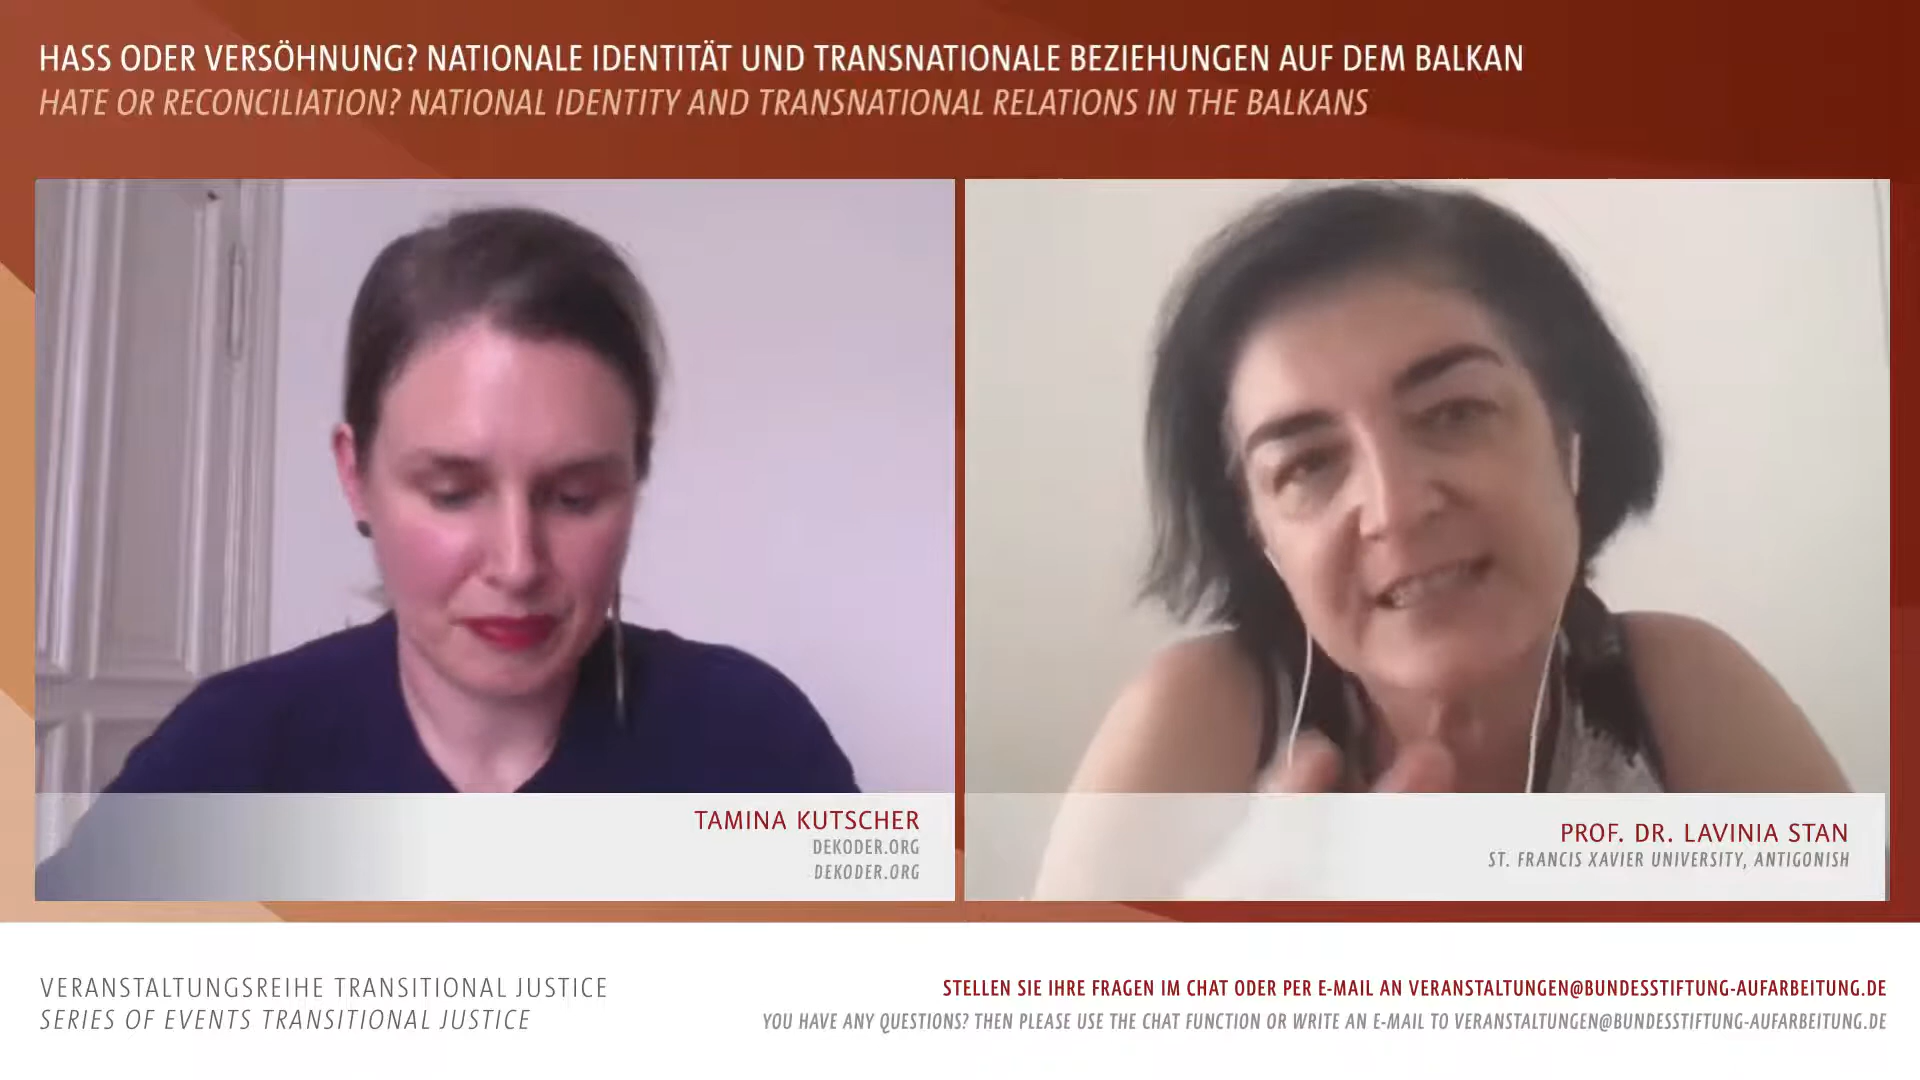 HASS ODER VERSÖHNUNG? NATIONALE IDENTITÄT UND TRANSNATIONALE BEZIEHUNGEN AUF DEM BALKAN
HATE OR RECONCILIATION? NATIONAL IDENTITY AND TRANSNATIONAL RELATIONS IN THE BALKANS
TAMINA KUTSCHER
DEKODER.ORG
DEKODER.ORG
PROF. DR. LAVINIA STAN
ST. FRANCIS XAVIER UNIVERSITY, ANTIGONISH
VERANSTALTUNGSREIHE TRANSITIONAL JUSTICE
SERIES OF EVENTS TRANSITIONAL JUSTICE
STELLEN SIE IHRE FRAGEN IM CHAT ODER PER E-MAIL AN VERANSTALTUNGEN@BUNDESSTIFTUNG-AUFARBEITUNG.DE
YOU HAVE ANY QUESTIONS? THEN PLEASE USE THE CHAT FUNCTION OR WRITE AN E-MAIL TO VERANSTALTUNGEN@BUNDESSTIFTUNG-AUFARBEITUNG.DE